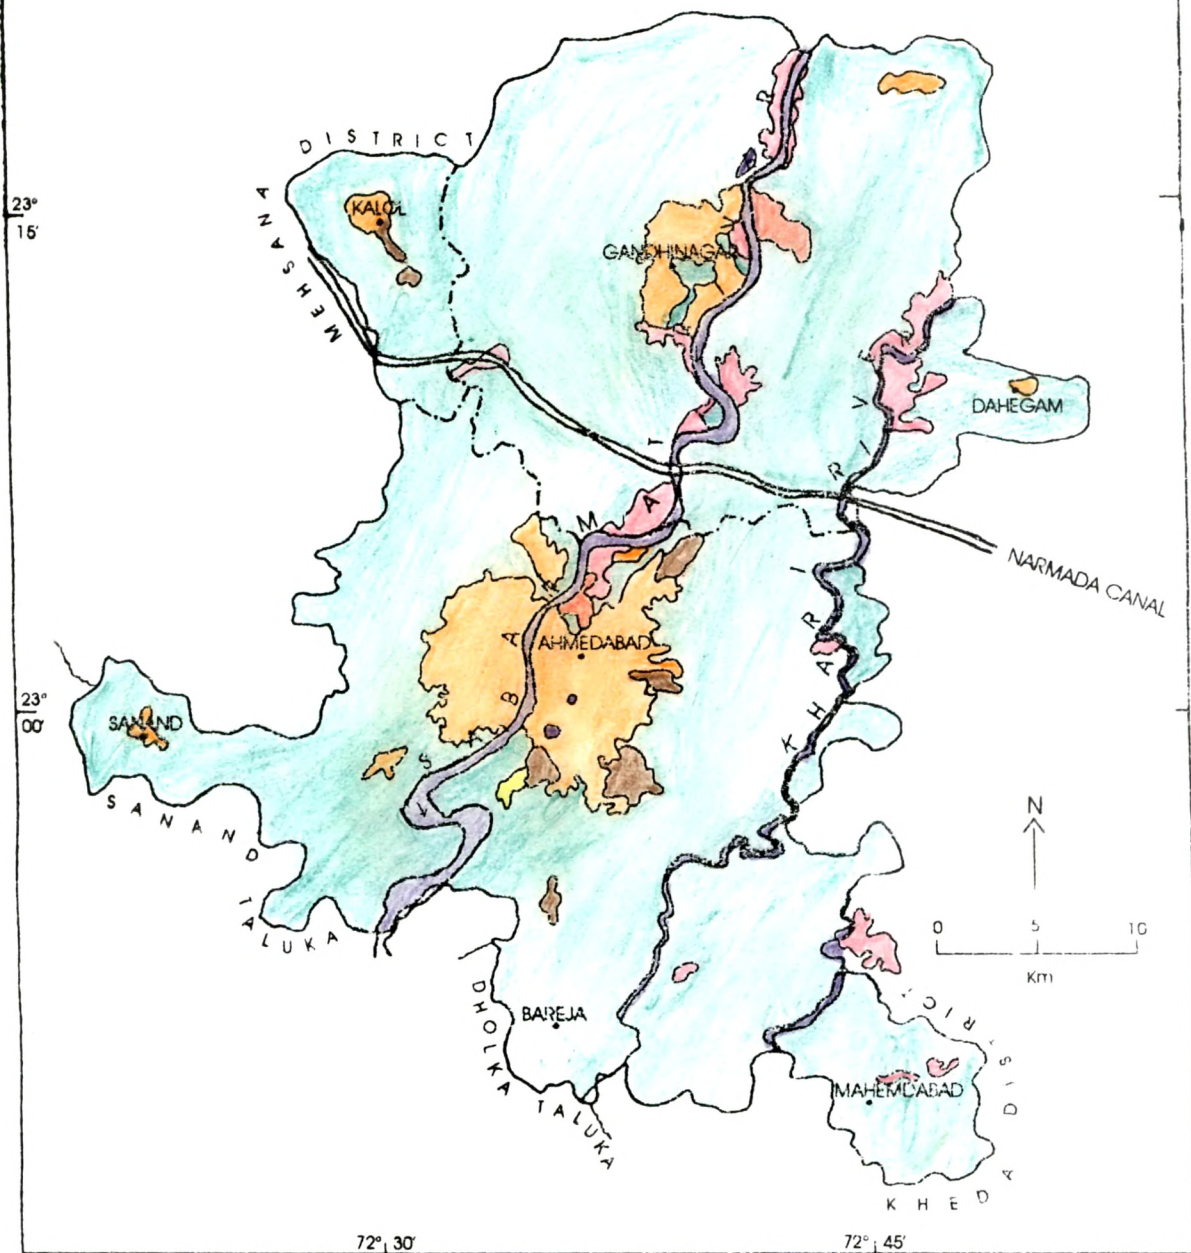 DISTRICT
MEHSANA
23°
15'
KALOL
GANDHINAGAR
R
DAHEGAM
NARMADA CANAL
SABARMATI R
KHARI RIVER
AHMEDABAD
23°
00'
SANAND
SANAND TALUKA
N
0 5 10
Km
BAREJA
DHOLKA TALUKA
MAHEMDABAD
KHEDA DISTRICT
72° 30'
72° 45'